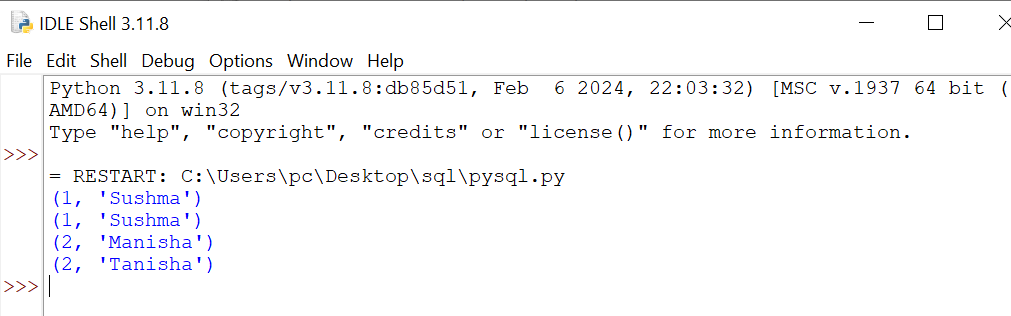 IDLE Shell 3.11.8
File Edit Shell Debug Options Window Help
Python 3.11.8 (tags/v3.11.8:db85d51, Feb  6 2024, 22:03:32) [MSC v.1937 64 bit (
AMD64)] on win32
Type "help", "copyright", "credits" or "license()" for more information.
>>>
= RESTART: C:\Users\pc\Desktop\sql\pysql.py
(1, 'Sushma')
(1, 'Sushma')
(2, 'Manisha')
(2, 'Tanisha')
>>>